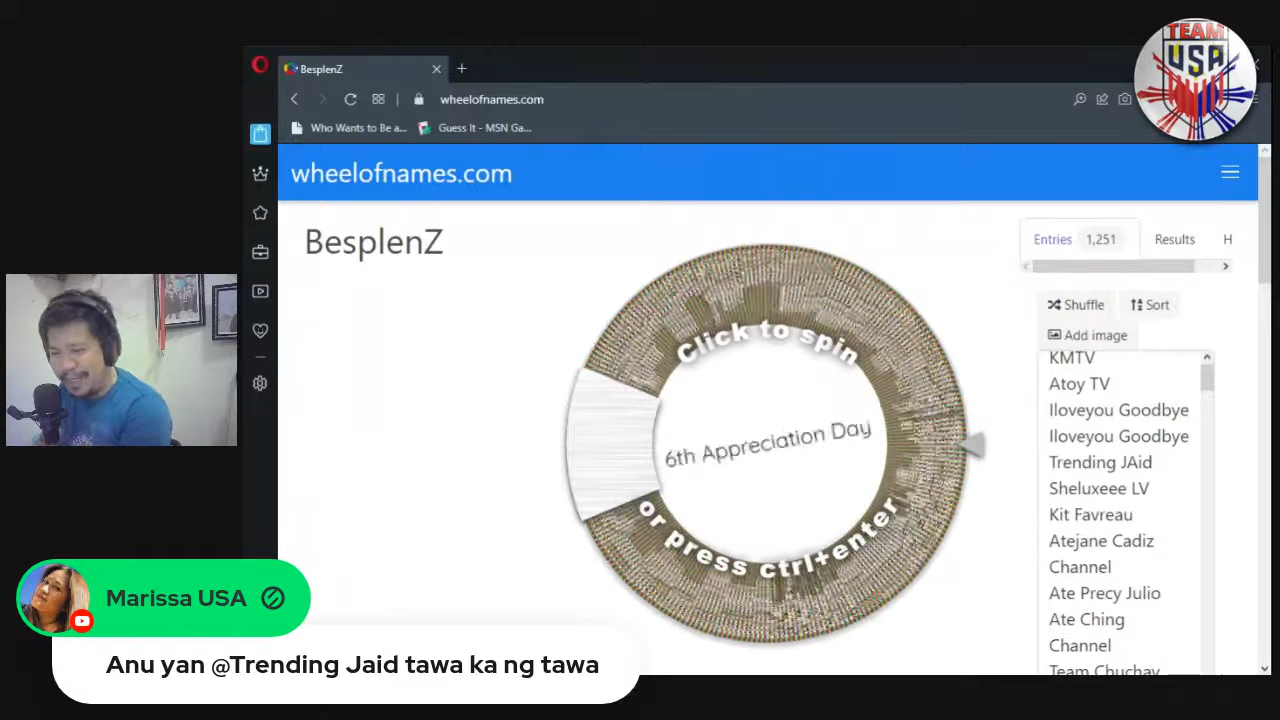 TEAM
USA
BesplenZ
wheelofnames.com
Who Wants to Be a...
Guess It - MSN Ga...
wheelofnames.com
BesplenZ
Entries 1,251
Results
H
Click to spin
6th Appreciation Day
or press ctrl+enter
Shuffle
Sort
Add image
KMTV
Atoy TV
Iloveyou Goodbye
Iloveyou Goodbye
Trending JAid
Sheluxeee LV
Kit Favreau
Atejane Cadiz
Channel
Ate Precy Julio
Ate Ching
Channel
Team Chuchay
Marissa USA
Anu yan @Trending Jaid tawa ka ng tawa